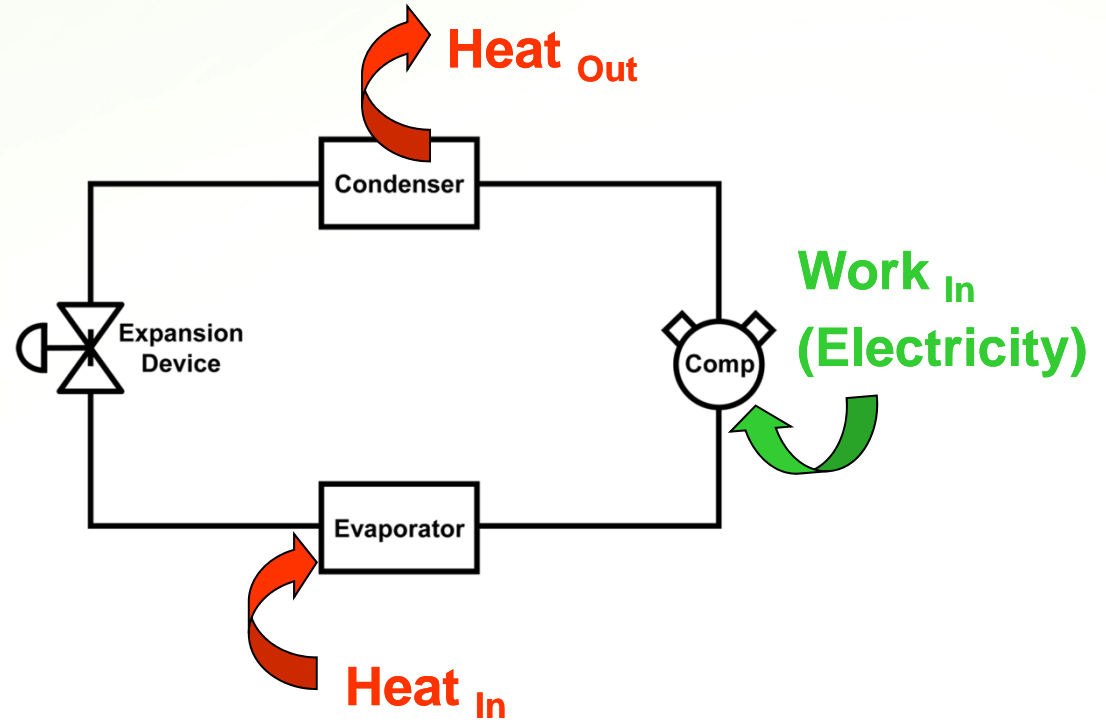 Heat Out
Condenser
Work In
(Electricity)
Expansion
Device
Comp
Evaporator
Heat In